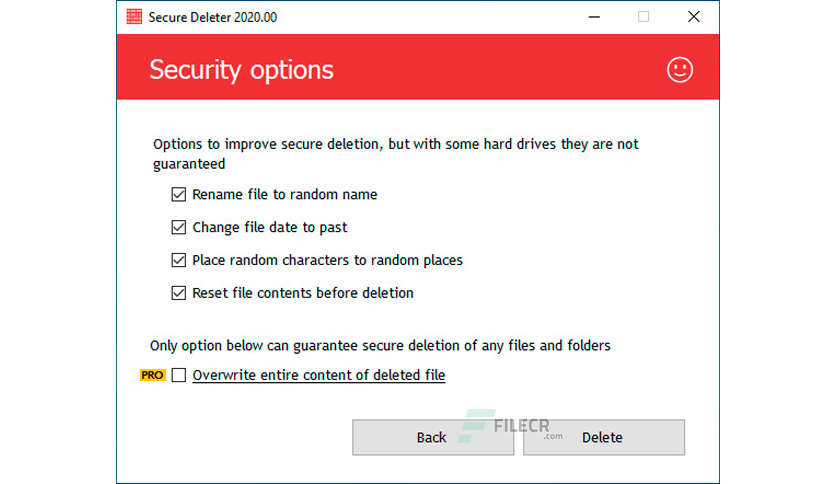 Secure Deleter 2020.00
Security options
Options to improve secure deletion, but with some hard drives they are not
guaranteed
Rename file to random name
Change file date to past
Place random characters to random places
Reset file contents before deletion
Only option below can guarantee secure deletion of any files and folders
PRO Overwrite entire content of deleted file
Back Delete
FILECR
.com